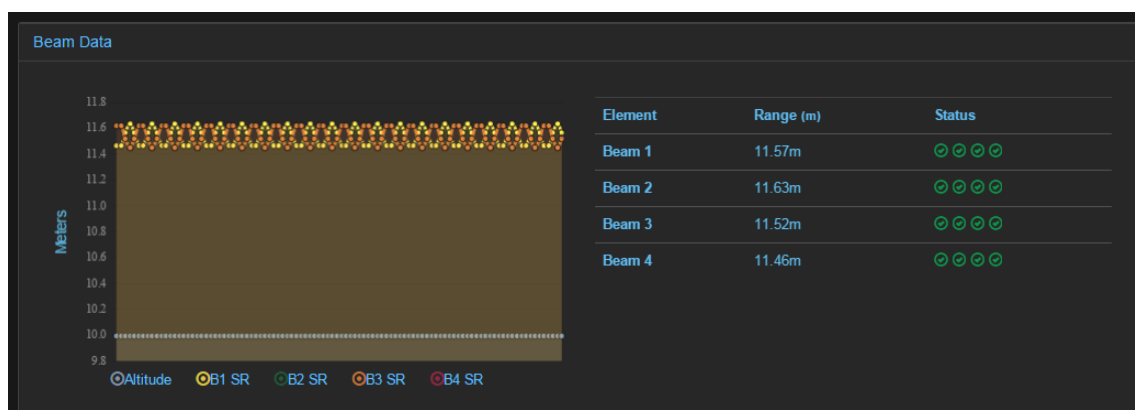 Beam Data
11.8
11.6
11.4
11.2
11.0
10.8
10.6
10.4
10.2
10.0
9.8
Meters
Altitude B1 SR B2 SR B3 SR B4 SR
Element Range (m) Status
Beam 1 11.57m
Beam 2 11.63m
Beam 3 11.52m
Beam 4 11.46m